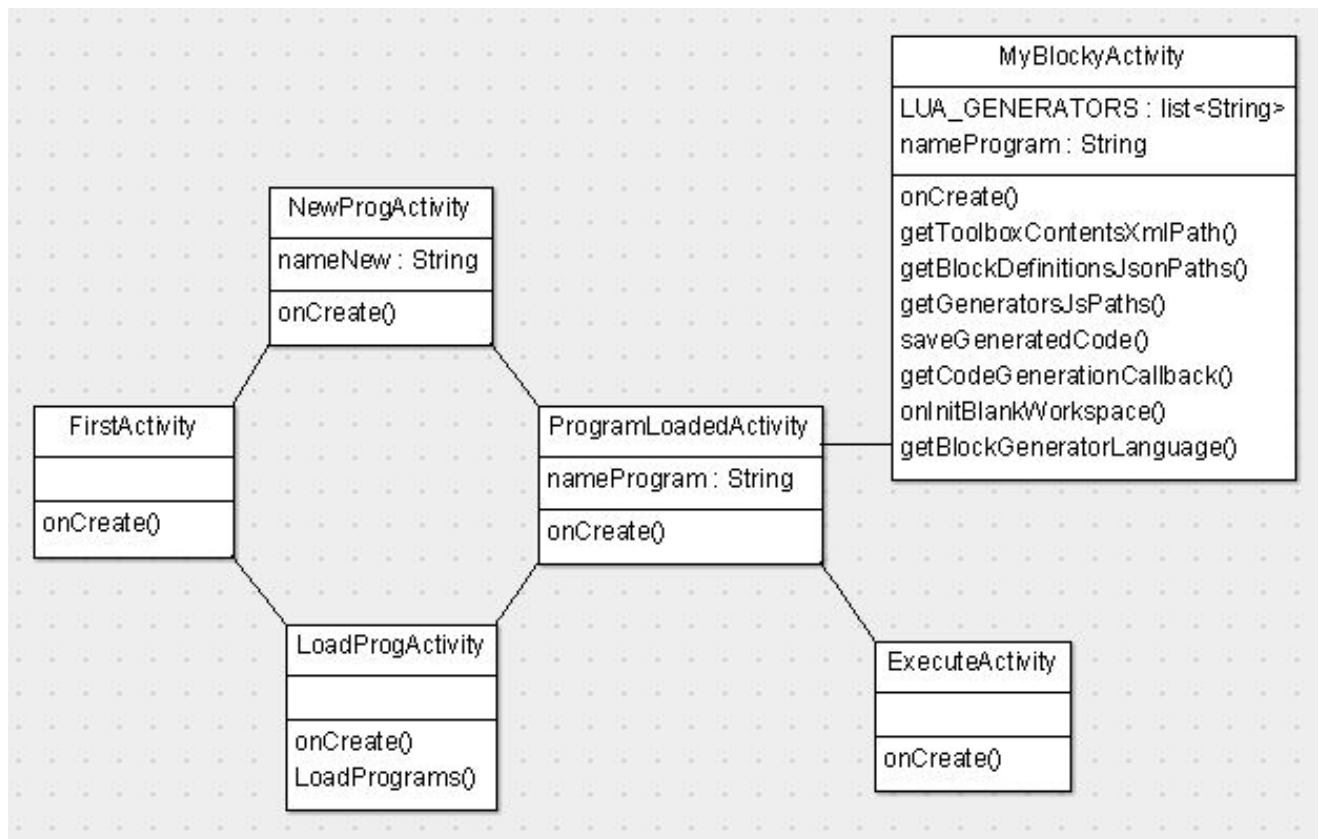 MyBlockyActivity
LUA_GENERATORS : list<String>
nameProgram : String
onCreate()
getToolboxContentsXmlPath()
getBlockDefinitionsJsonPaths()
getGeneratorsJsPaths()
saveGeneratedCode()
getCodeGenerationCallback()
onInitBlankWorkspace()
getBlockGeneratorLanguage()
NewProgActivity
nameNew : String
onCreate()
FirstActivity
onCreate()
ProgramLoadedActivity
nameProgram : String
onCreate()
LoadProgActivity
onCreate()
LoadPrograms()
ExecuteActivity
onCreate()